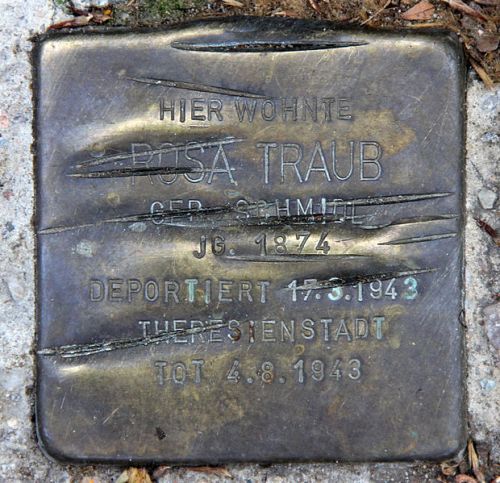 HIER WOHNTE
ROSA TRAUB
GEB. SCHMIDL
JG. 1874
DEPORTIERT 17.3.1943
THERESIENSTADT
TOT 4.8.1943